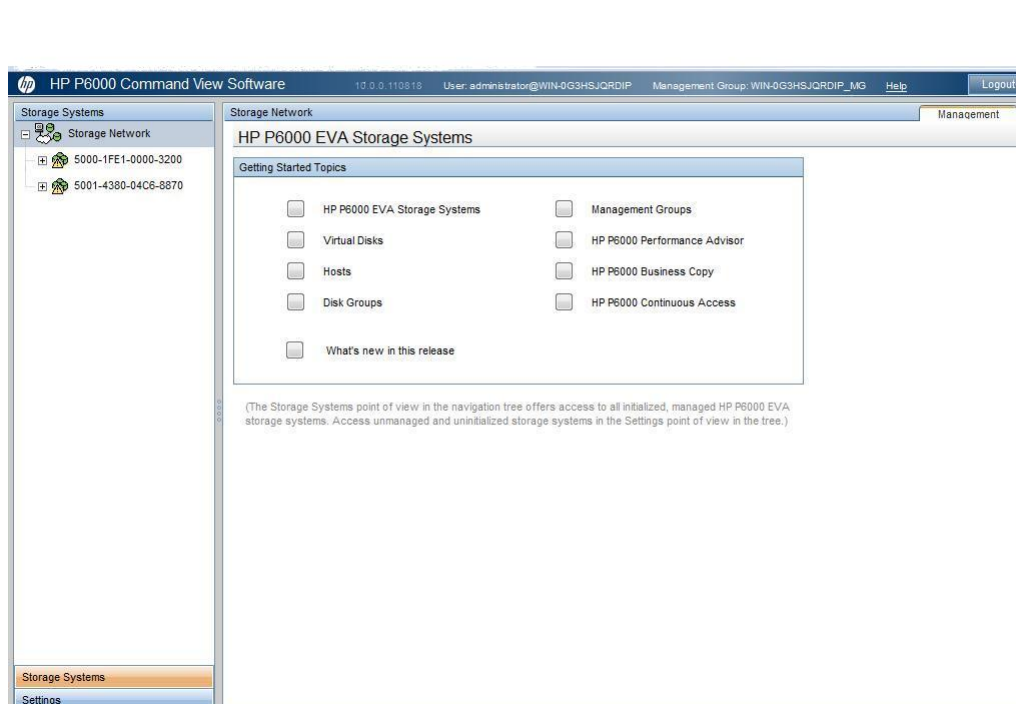 hp HP P6000 Command View Software 10.0.0.110818 User: administrator@WIN-0G3HSJQRDIP Management Group: WIN-0G3HSJQRDIP_MG Help Logout
Storage Systems
Storage Network
5000-1FE1-0000-3200
5001-4380-04C6-8870
Storage Systems
Settings
Storage Network
Management
HP P6000 EVA Storage Systems
Getting Started Topics
HP P6000 EVA Storage Systems
Management Groups
Virtual Disks
HP P6000 Performance Advisor
Hosts
HP P6000 Business Copy
Disk Groups
HP P6000 Continuous Access
What's new in this release
(The Storage Systems point of view in the navigation tree offers access to all initialized, managed HP P6000 EVA
storage systems. Access unmanaged and uninitialized storage systems in the Settings point of view in the tree.)